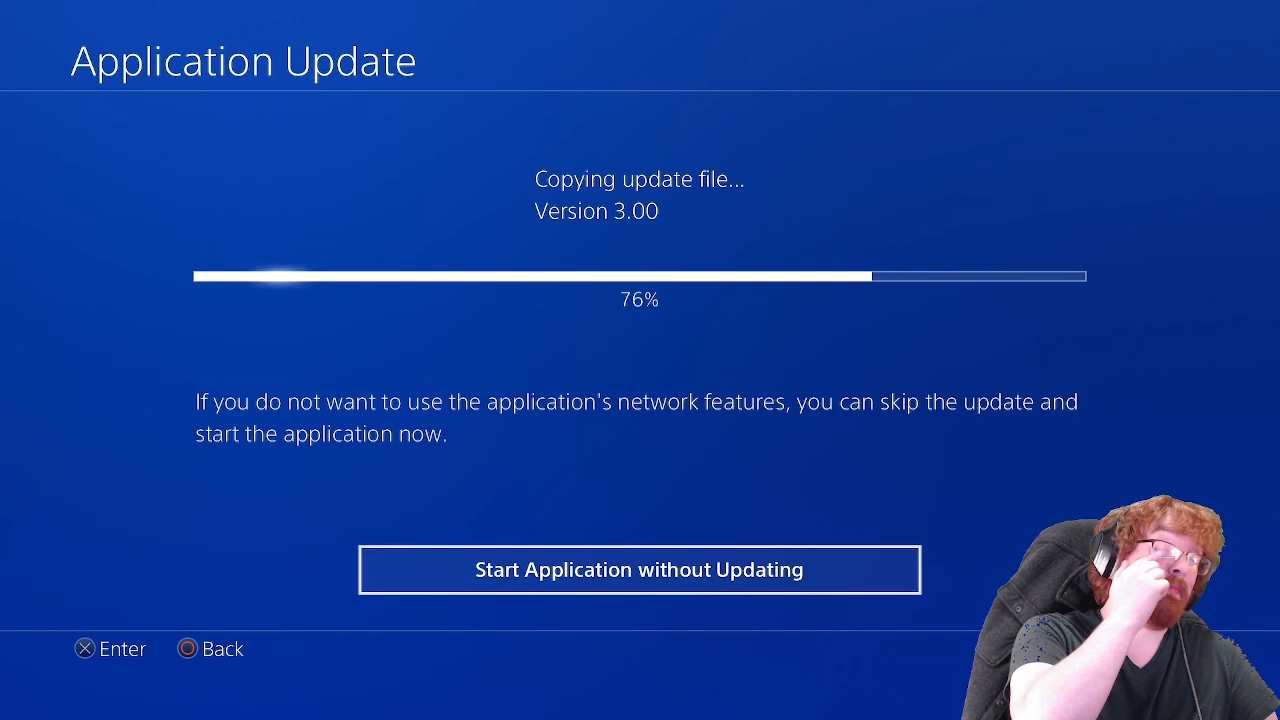 Application Update
Copying update file...
Version 3.00
76%
If you do not want to use the application's network features, you can skip the update and
start the application now.
Start Application without Updating
Enter
Back